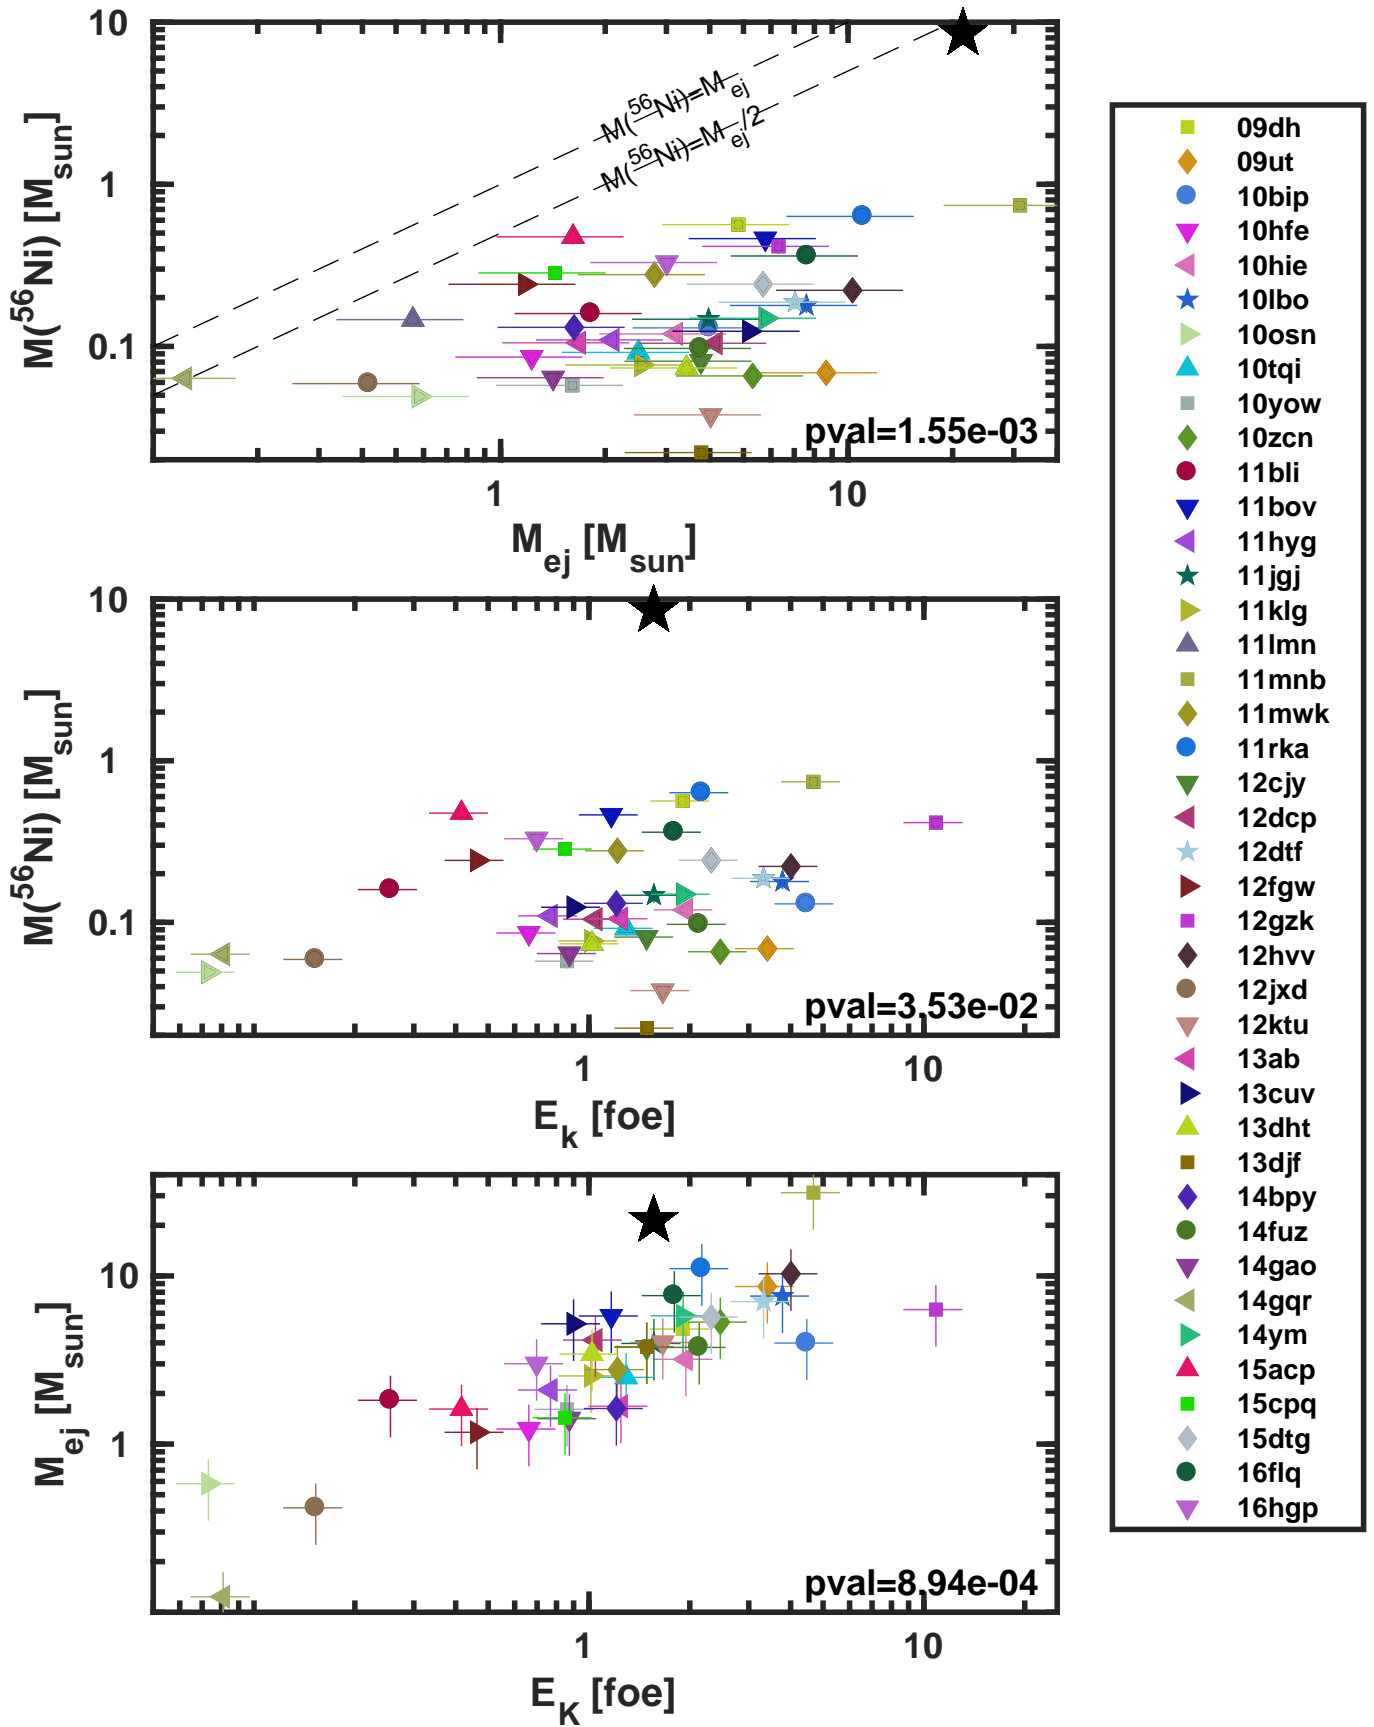 10
1
0.1
M(56Ni) [Msun]
M(56Ni)=Mej
M(56Ni)=Mej/2
pval=1.55e-03
1 10
Mej [Msun]
10
1
0.1
M(56Ni) [Msun]
pval=3.53e-02
1 10
Ek [foe]
10
1
Mej [Msun]
pval=8.94e-04
1 10
EK [foe]
09dh
09ut
10bip
10hfe
10hie
10lbo
10osn
10tqi
10yow
10zcn
11bli
11bov
11hyg
11jgj
11klg
11lmn
11mnb
11mwk
11rka
12cjy
12dcp
12dtf
12fgw
12gzk
12hvv
12jxd
12ktu
13ab
13cuv
13dht
13djf
14bpy
14fuz
14gao
14gqr
14ym
15acp
15cpq
15dtg
16flq
16hgp